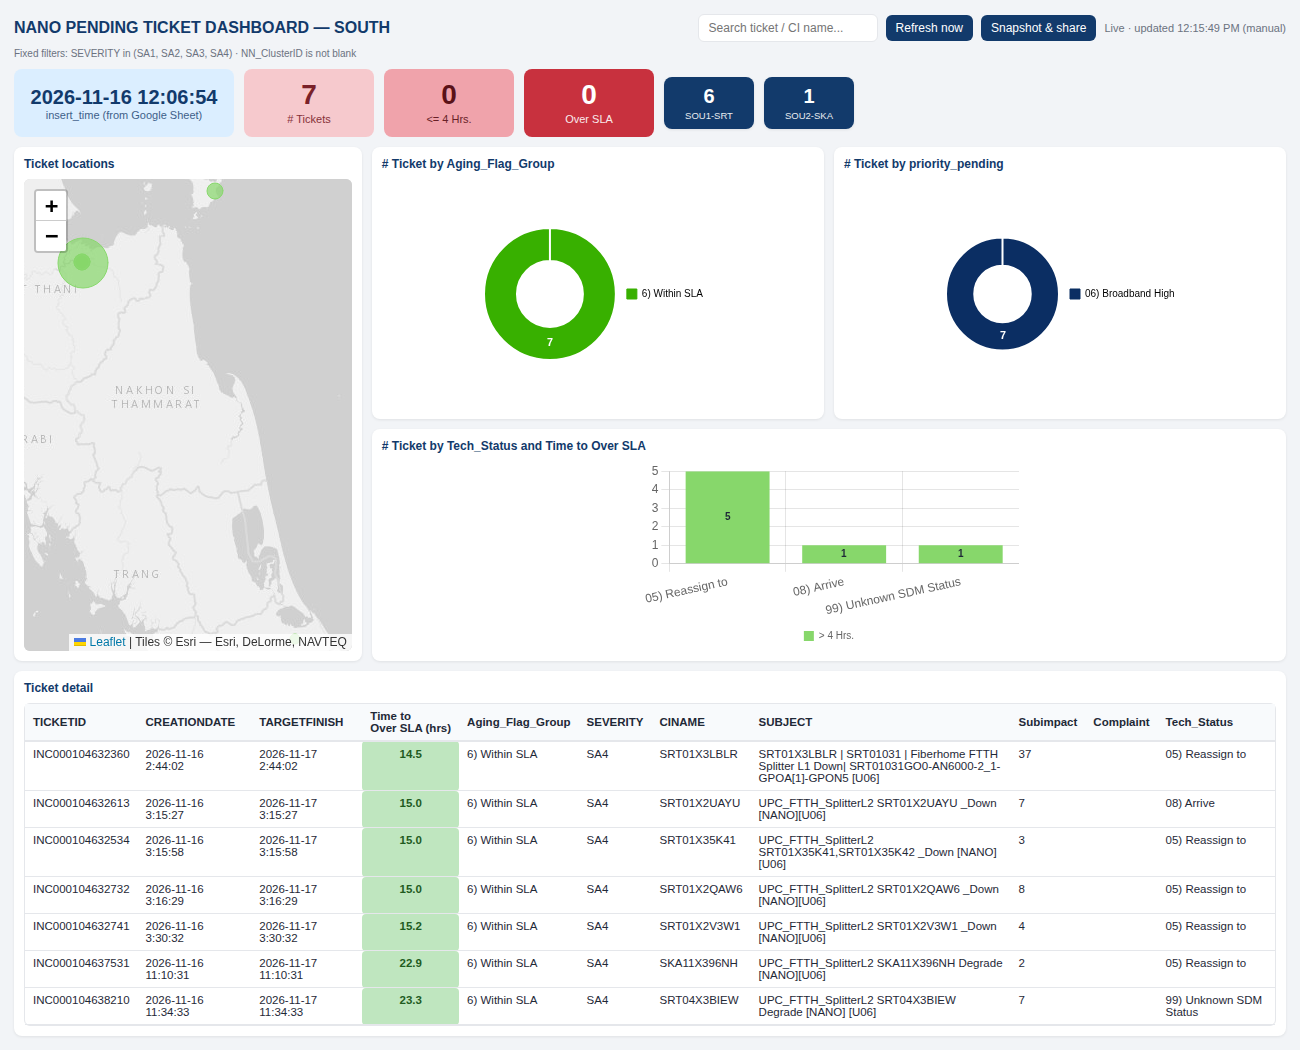 NANO PENDING TICKET DASHBOARD — SOUTH
Search ticket / CI name...
Refresh now
Snapshot & share
Live · updated 12:15:49 PM (manual)
Fixed filters: SEVERITY in (SA1, SA2, SA3, SA4) · NN_ClusterID is not blank
2026-11-16 12:06:54
insert_time (from Google Sheet)
7
# Tickets
0
<= 4 Hrs.
0
Over SLA
6
SOU1-SRT
1
SOU2-SKA
Ticket locations
+
−
T THANI
NAKHON SI
THAMMARAT
RABI
TRANG
Leaflet | Tiles © Esri — Esri, DeLorme, NAVTEQ
# Ticket by Aging_Flag_Group
7
6) Within SLA
# Ticket by priority_pending
7
06) Broadband High
# Ticket by Tech_Status and Time to Over SLA
5
4
3
2
1
0
5
1
1
05) Reassign to
08) Arrive
99) Unknown SDM Status
> 4 Hrs.
Ticket detail
TICKETID CREATIONDATE TARGETFINISH Time to Over SLA (hrs) Aging_Flag_Group SEVERITY CINAME SUBJECT Subimpact Complaint Tech_Status
INC000104632360 2026-11-16 2:44:02 2026-11-17 2:44:02 14.5 6) Within SLA SA4 SRT01X3LBLR SRT01X3LBLR | SRT01031 | Fiberhome FTTH Splitter L1 Down| SRT01031GO0-AN6000-2_1-GPOA[1]-GPON5 [U06] 37 05) Reassign to
INC000104632613 2026-11-16 3:15:27 2026-11-17 3:15:27 15.0 6) Within SLA SA4 SRT01X2UAYU UPC_FTTH_SplitterL2 SRT01X2UAYU _Down [NANO][U06] 7 08) Arrive
INC000104632534 2026-11-16 3:15:58 2026-11-17 3:15:58 15.0 6) Within SLA SA4 SRT01X35K41 UPC_FTTH_SplitterL2 SRT01X35K41,SRT01X35K42 _Down [NANO] [U06] 3 05) Reassign to
INC000104632732 2026-11-16 3:16:29 2026-11-17 3:16:29 15.0 6) Within SLA SA4 SRT01X2QAW6 UPC_FTTH_SplitterL2 SRT01X2QAW6 _Down [NANO][U06] 8 05) Reassign to
INC000104632741 2026-11-16 3:30:32 2026-11-17 3:30:32 15.2 6) Within SLA SA4 SRT01X2V3W1 UPC_FTTH_SplitterL2 SRT01X2V3W1 _Down [NANO][U06] 4 05) Reassign to
INC000104637531 2026-11-16 11:10:31 2026-11-17 11:10:31 22.9 6) Within SLA SA4 SKA11X396NH UPC_FTTH_SplitterL2 SKA11X396NH Degrade [NANO][U06] 2 05) Reassign to
INC000104638210 2026-11-16 11:34:33 2026-11-17 11:34:33 23.3 6) Within SLA SA4 SRT04X3BIEW UPC_FTTH_SplitterL2 SRT04X3BIEW Degrade [NANO] [U06] 7 99) Unknown SDM Status